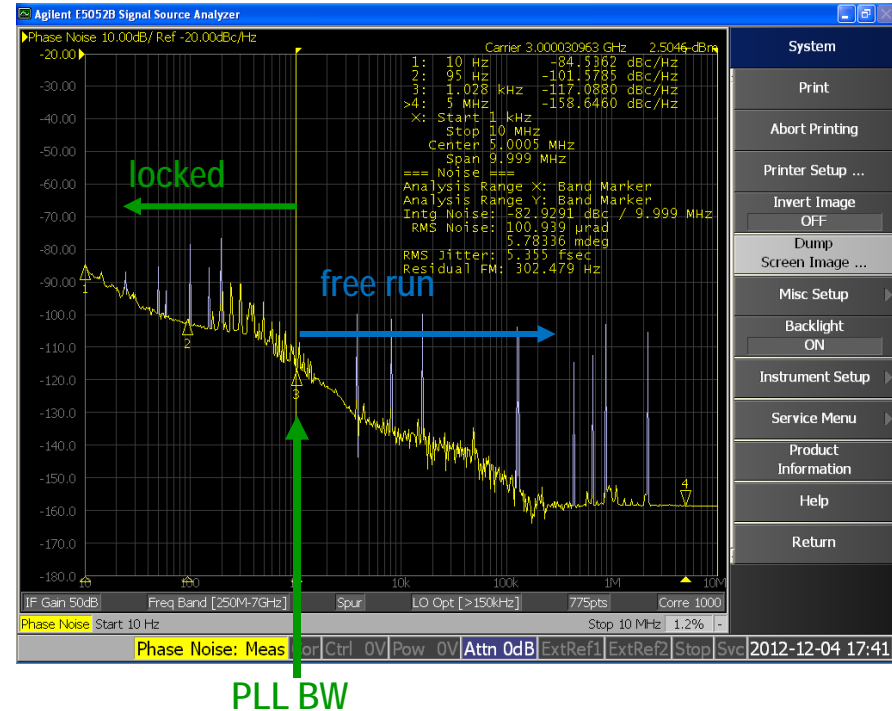 Agilent E5052B Signal Source Analyzer
▶Phase Noise 10.00dB/ Ref -20.00dBc/Hz
Carrier 3.000030963 GHz 2.5046 dBm
1: 10 Hz -84.5362 dBc/Hz
2: 95 Hz -101.5785 dBc/Hz
3: 1.028 kHz -117.0880 dBc/Hz
>4: 5 MHz -158.6460 dBc/Hz
X: Start 1 kHz
Stop 10 MHz
Center 5.0005 MHz
Span 9.999 MHz
=== Noise ===
Analysis Range X: Band Marker
Analysis Range Y: Band Marker
Intg Noise: -82.9291 dBc / 9.999 MHz
RMS Noise: 100.939 µrad
5.78336 mdeg
RMS Jitter: 5.355 fsec
Residual FM: 302.479 Hz
-20.00
-30.00
-40.00
-50.00
-60.00
-70.00
-80.00
-90.00
-100.0
-110.0
-120.0
-130.0
-140.0
-150.0
-160.0
-170.0
-180.0
locked
free run
1
2
3
4
10 100 10k 100k 1M 10M
IF Gain 50dB Freq Band [250M-7GHz] Spur LO Opt [>150kHz] 775pts Corre 1000
Phase Noise Start 10 Hz Stop 10 MHz 1.2% -
Phase Noise: Meas Cor Ctrl 0V Pow 0V Attn 0dB ExtRef1 ExtRef2 Stop Svc 2012-12-04 17:41
PLL BW
System
Print
Abort Printing
Printer Setup ...
Invert Image
OFF
Dump
Screen Image ...
Misc Setup
Backlight
ON
Instrument Setup
Service Menu
Product
Information
Help
Return